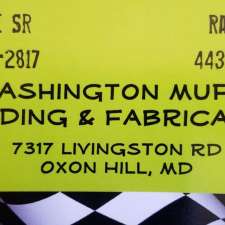 SR RA
-2817 443
ASHINGTON MUF
DING & FABRICA
7317 LIVINGSTON RD
OXON HILL, MD